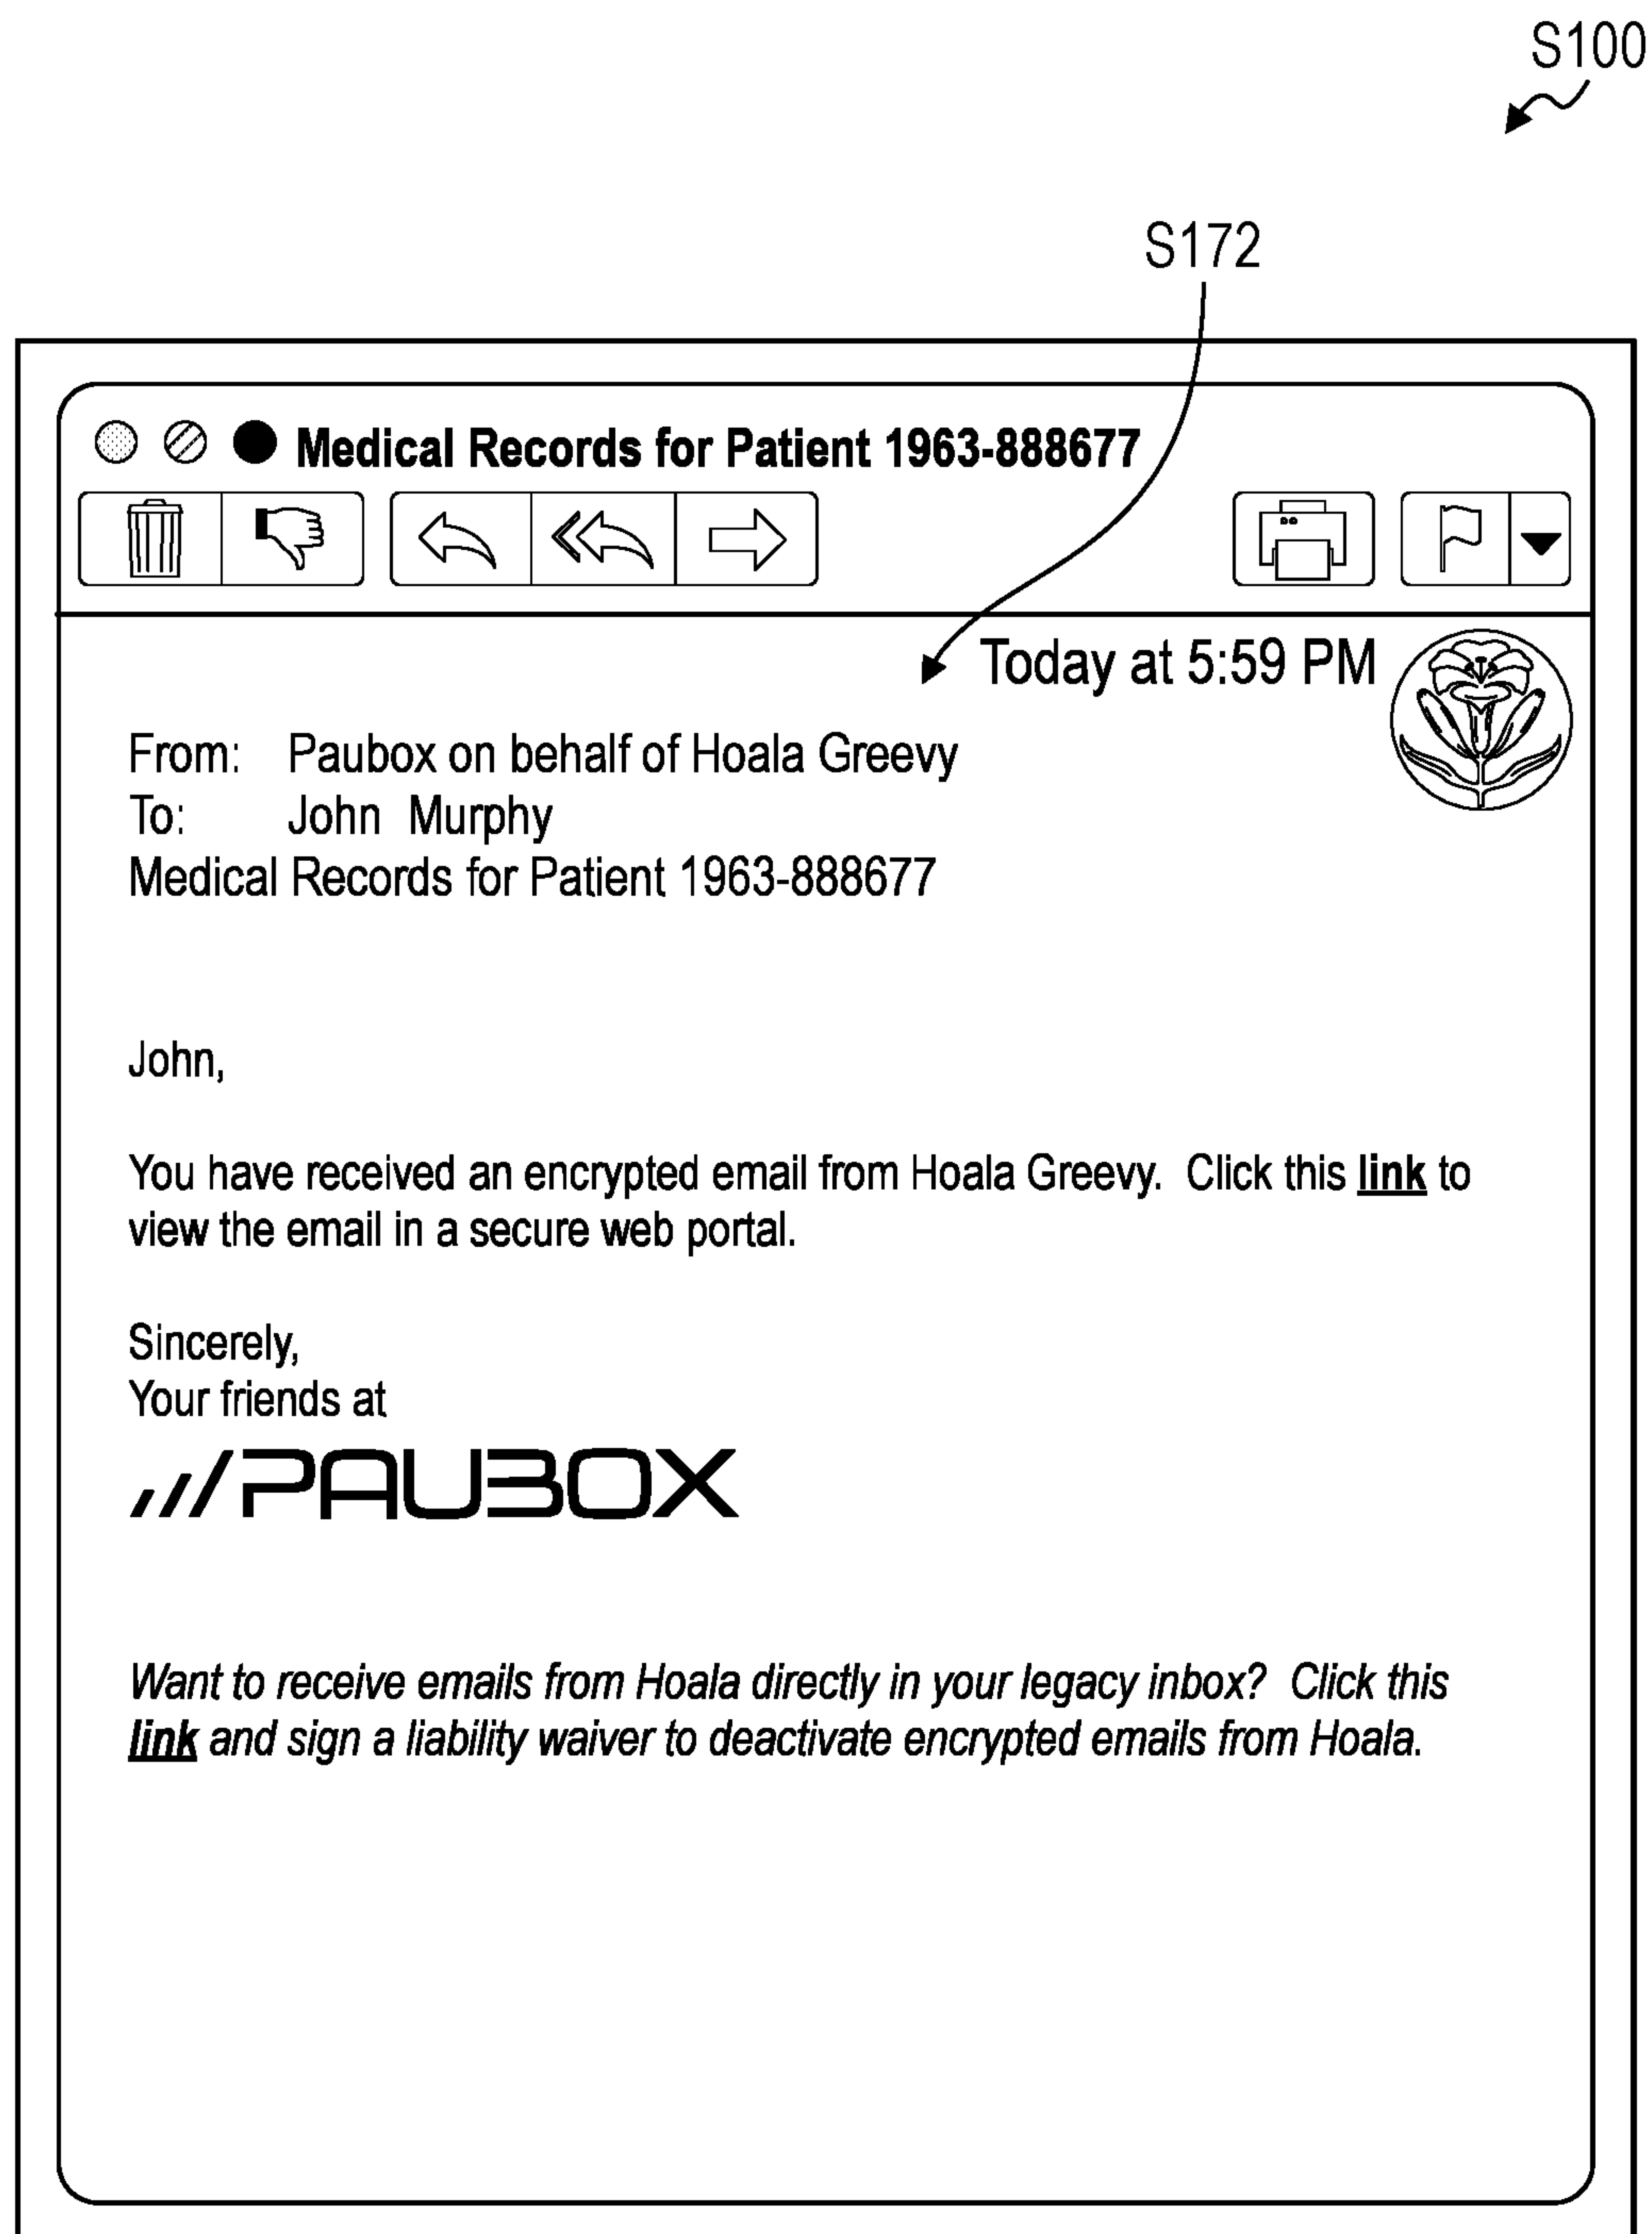 S100
S172
Medical Records for Patient 1963-888677
Today at 5:59 PM
From: Paubox on behalf of Hoala Greevy
To: John Murphy
Medical Records for Patient 1963-888677
John,
You have received an encrypted email from Hoala Greevy. Click this link to
view the email in a secure web portal.
Sincerely,
Your friends at
PAUBOX
Want to receive emails from Hoala directly in your legacy inbox? Click this
link and sign a liability waiver to deactivate encrypted emails from Hoala.